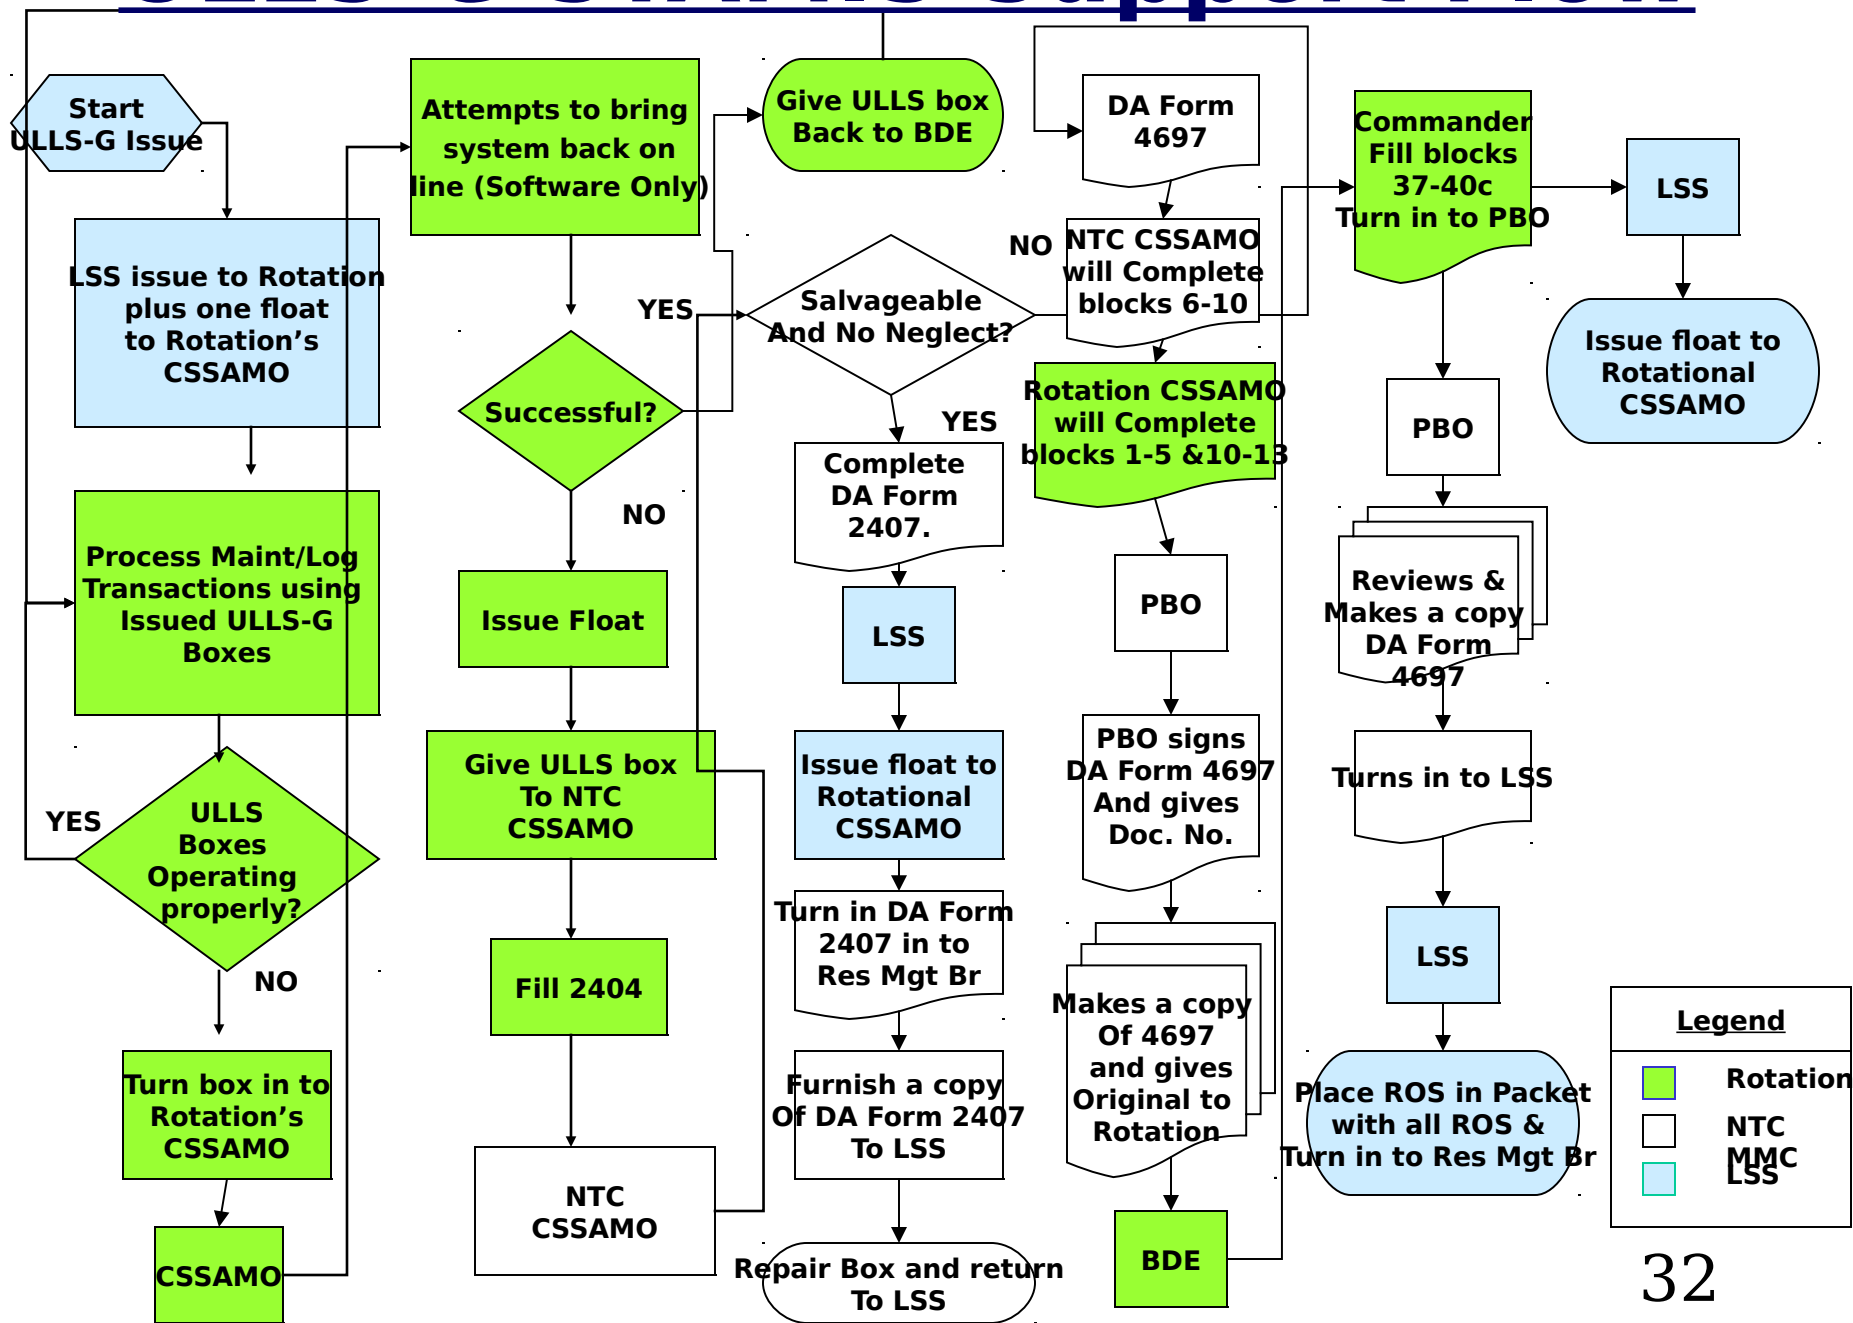 Start
ULLS-G Issue
LSS issue to Rotation
plus one float
to Rotation’s
CSSAMO
Process Maint/Log
Transactions using
Issued ULLS-G
Boxes
YES
ULLS
Boxes
Operating
properly?
NO
Turn box in to
Rotation’s
CSSAMO
CSSAMO
Attempts to bring
system back on
line (Software Only)
YES
Successful?
NO
Issue Float
Give ULLS box
To NTC
CSSAMO
Fill 2404
NTC
CSSAMO
Give ULLS box
Back to BDE
NO
Salvageable
And No Neglect?
YES
Complete
DA Form
2407.
LSS
Issue float to
Rotational
CSSAMO
Turn in DA Form
2407 in to
Res Mgt Br
Furnish a copy
Of DA Form 2407
To LSS
Repair Box and return
To LSS
DA Form
4697
NTC CSSAMO
will Complete
blocks 6-10
Rotation CSSAMO
will Complete
blocks 1-5 &10-13
PBO
PBO signs
DA Form 4697
And gives
Doc. No.
Makes a copy
Of 4697
and gives
Original to
Rotation
BDE
Commander
Fill blocks
37-40c
Turn in to PBO
PBO
Reviews &
Makes a copy
DA Form
4697
Turns in to LSS
LSS
Place ROS in Packet
with all ROS &
Turn in to Res Mgt Br
LSS
Issue float to
Rotational
CSSAMO
Legend
Rotation
NTC
MMC
LSS
32